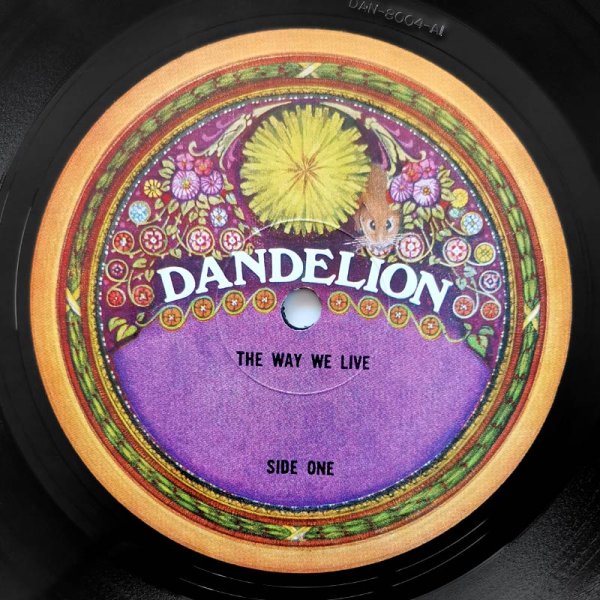 DAN-8004-A1
DANDELION
THE WAY WE LIVE
SIDE ONE